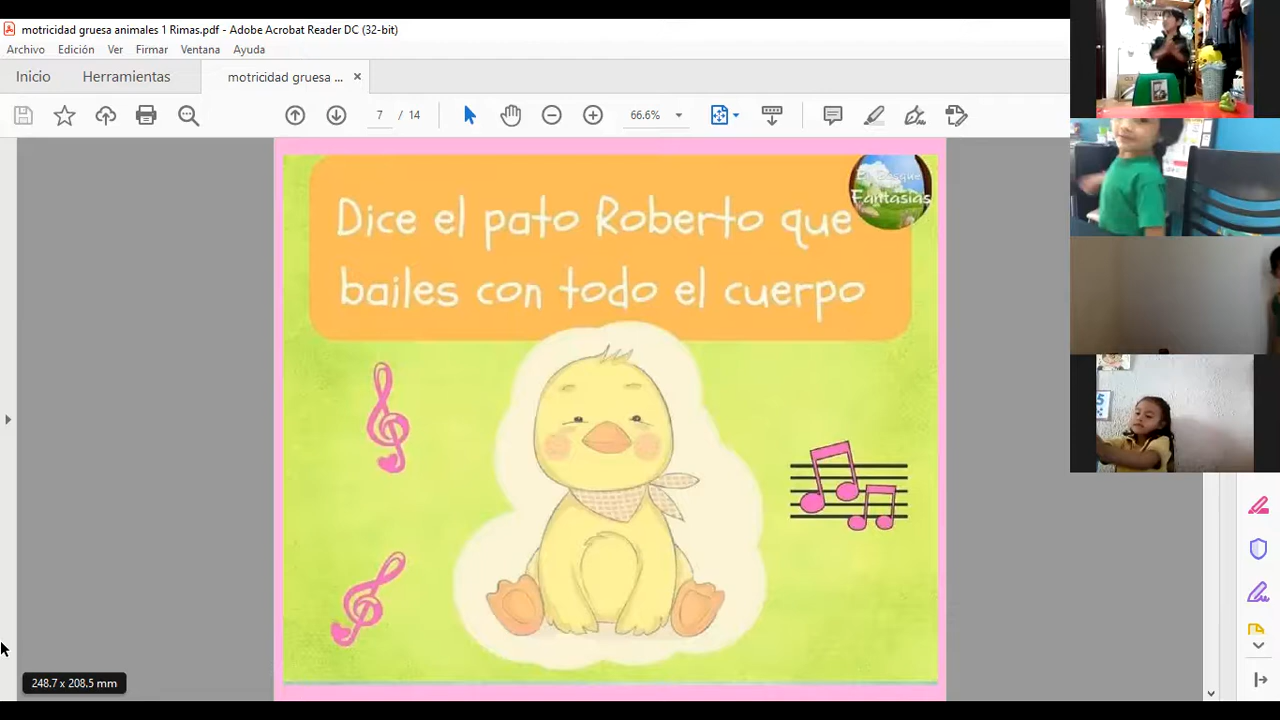 motricidad gruesa animales 1 Rimas.pdf - Adobe Acrobat Reader DC (32-bit)
Archivo Edición Ver Firmar Ventana Ayuda
Inicio Herramientas motricidad gruesa ... ×
7 / 14 66.6%
El Bosque
Fantasías
Dice el pato Roberto que
bailes con todo el cuerpo
248.7 x 208.5 mm